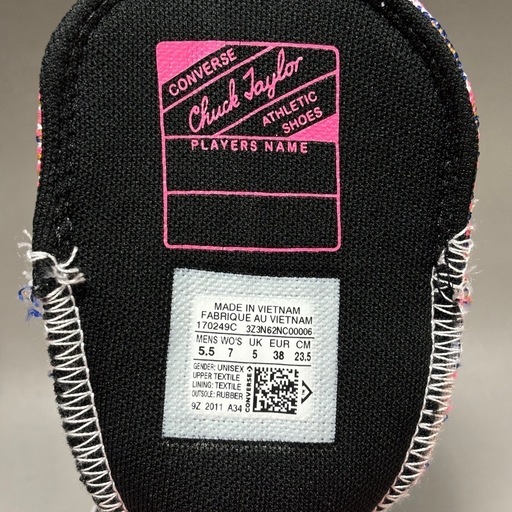 CONVERSE
Chuck Taylor
ATHLETIC
SHOES
PLAYERS NAME
MADE IN VIETNAM
FABRIQUE AU VIETNAM
170249C 3Z3N62NC00006
MENS WO'S UK EUR CM
5.5 7 5 38 23.5
GENDER: UNISEX
UPPER:TEXTILE
LINING: TEXTILE
OUTSOLE: RUBBER
9Z 2011 A34
CONVERSE